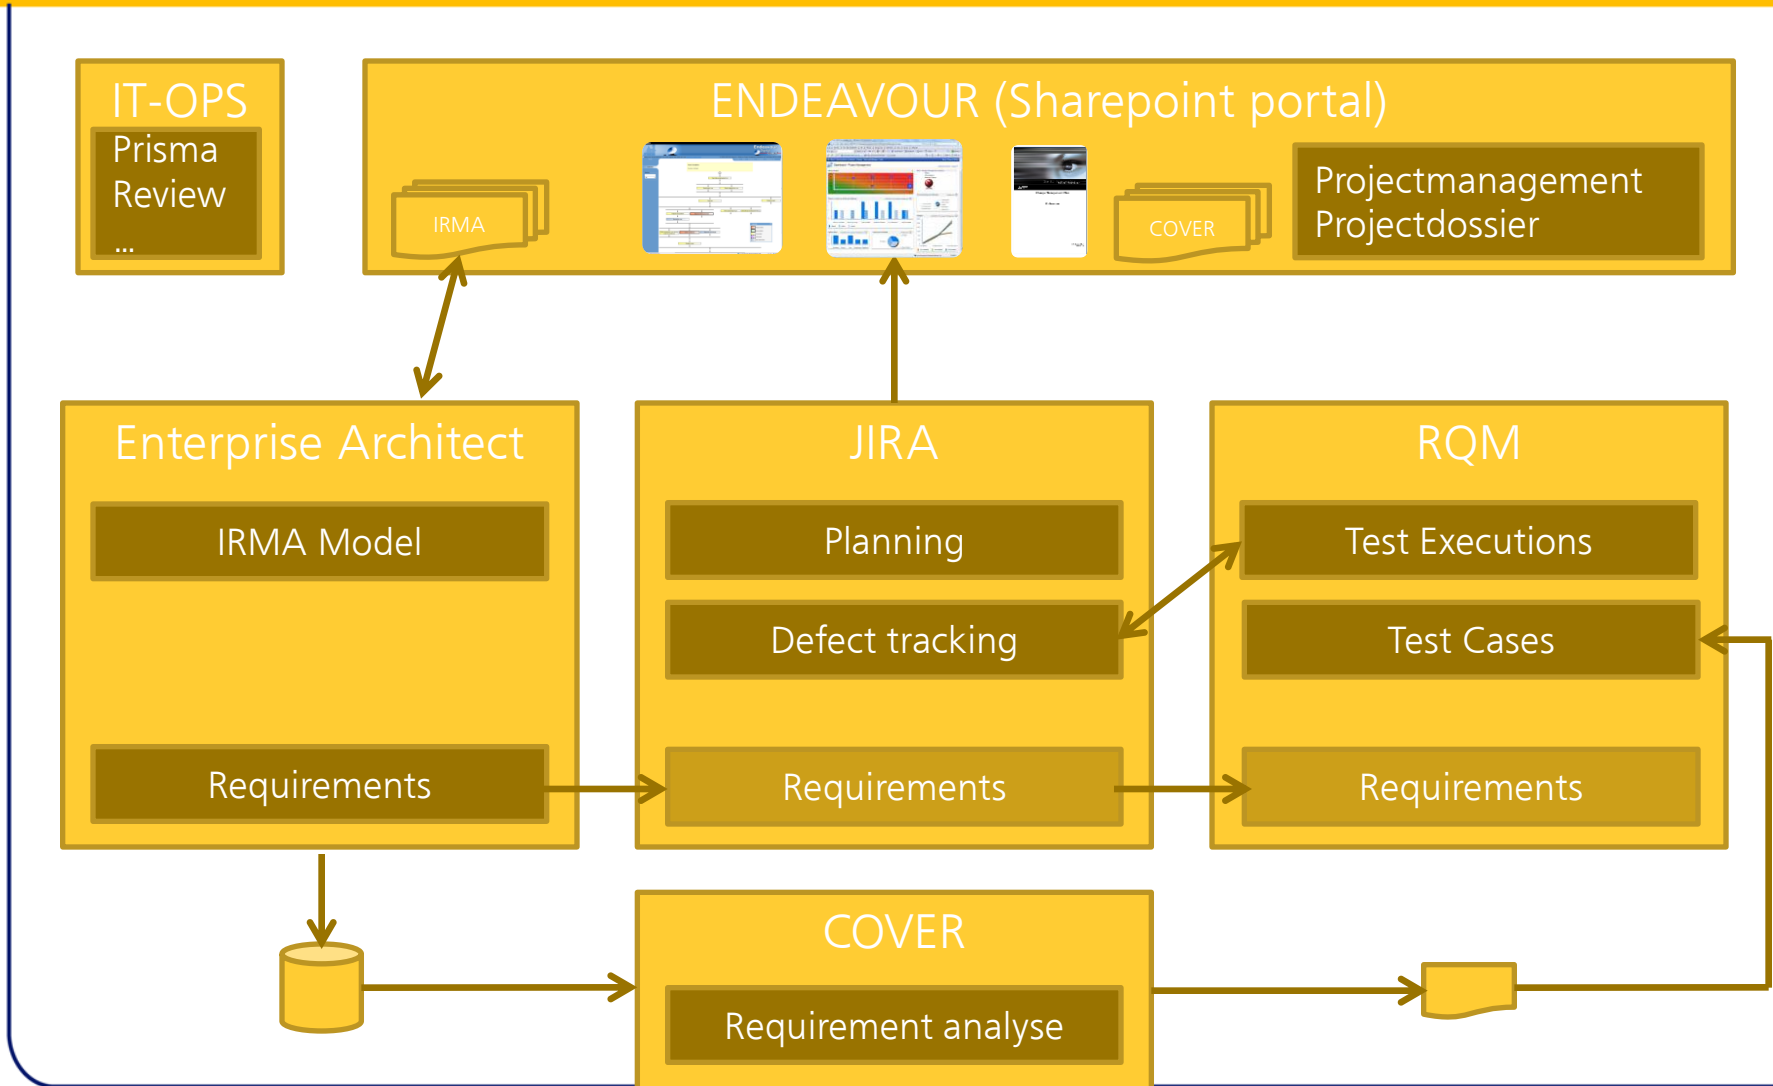 IT-OPS
Prisma
Review
...
ENDEAVOUR (Sharepoint portal)
IRMA
COVER
Projectmanagement
Projectdossier
Enterprise Architect
IRMA Model
Requirements
JIRA
Planning
Defect tracking
Requirements
RQM
Test Executions
Test Cases
Requirements
COVER
Requirement analyse